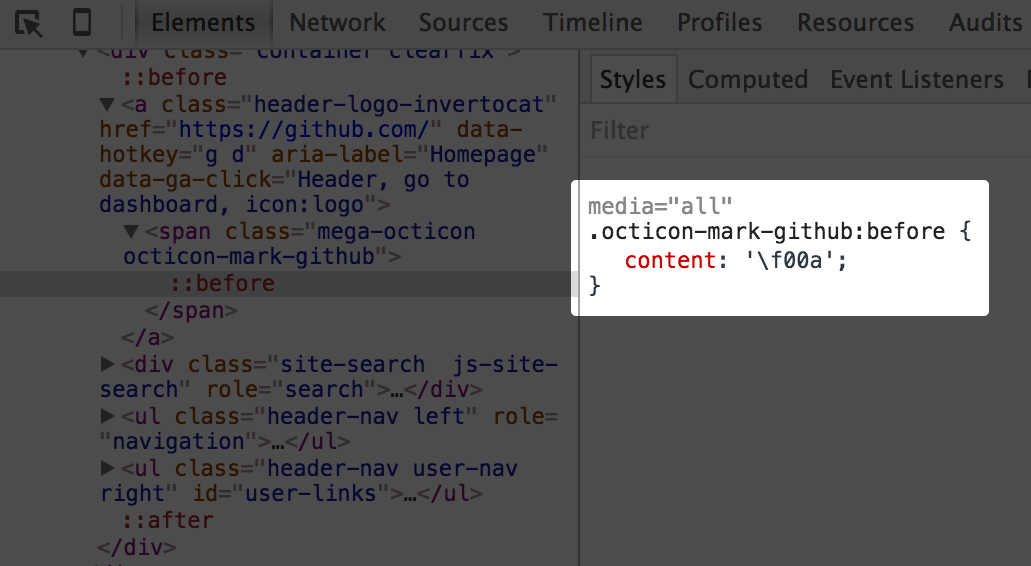 Elements Network Sources Timeline Profiles Resources Audits
<div class="container clearfix">
::before
▼<a class="header-logo-invertocat"
href="https://github.com/" data-
hotkey="g d" aria-label="Homepage"
data-ga-click="Header, go to
dashboard, icon:logo">
▼<span class="mega-octicon
octicon-mark-github">
::before
</span>
</a>
▶<div class="site-search  js-site-
search" role="search">…</div>
▶<ul class="header-nav left" role=
"navigation">…</ul>
▶<ul class="header-nav user-nav
right" id="user-links">…</ul>
::after
</div>
Styles Computed Event Listeners
Filter
media="all"
.octicon-mark-github:before {
content: '\f00a';
}